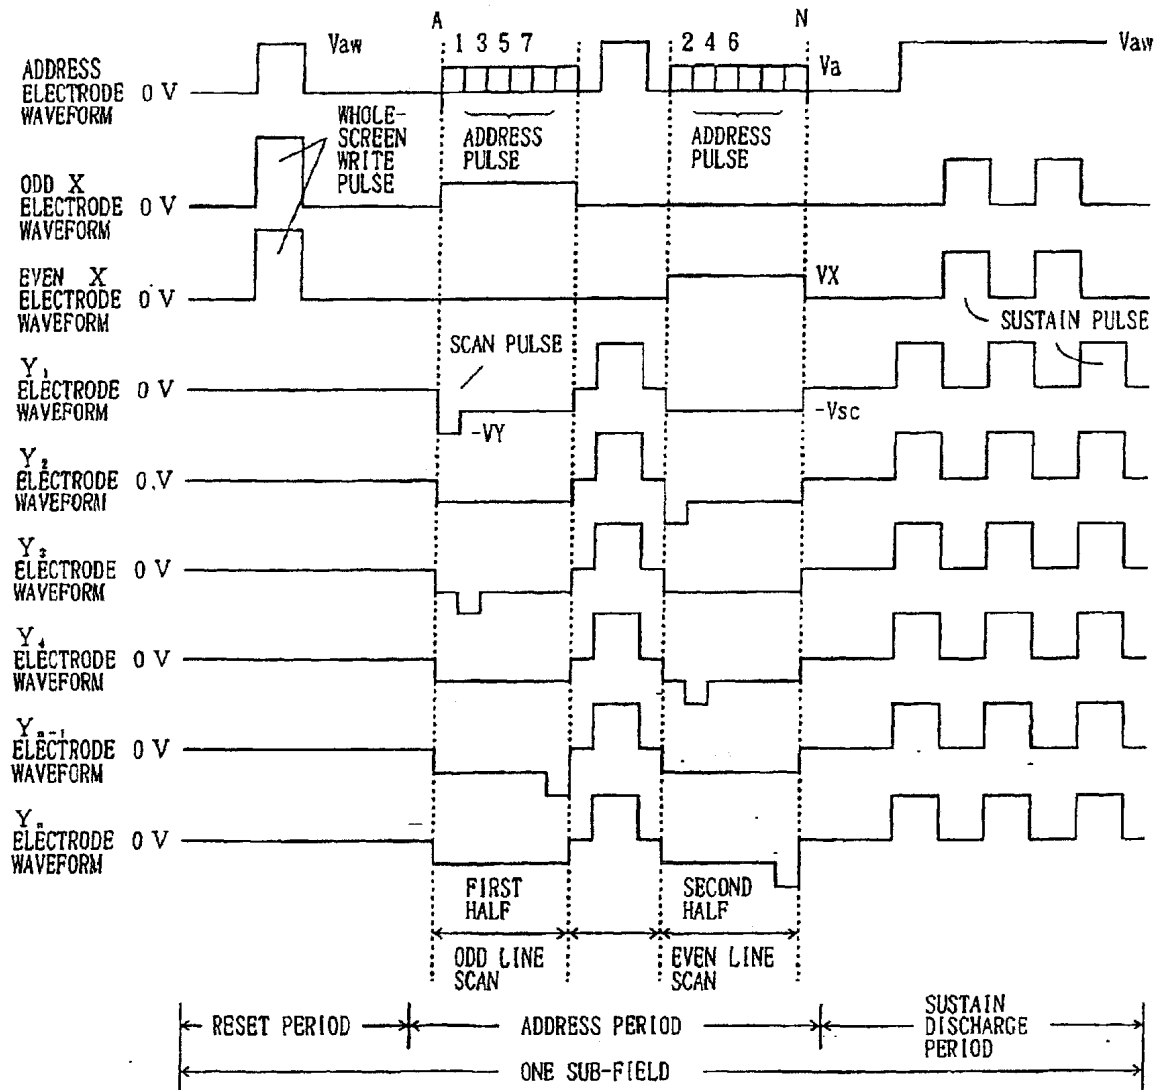 A
N
Vaw
1 3 5 7
2 4 6
Vaw
Va
ADDRESS
ELECTRODE 0 V
WAVEFORM
WHOLE-
SCREEN
WRITE
PULSE
ADDRESS
PULSE
ADDRESS
PULSE
ODD X
ELECTRODE 0 V
WAVEFORM
EVEN X
ELECTRODE 0 V
WAVEFORM
VX
SUSTAIN PULSE
SCAN PULSE
Y₁
ELECTRODE 0 V
WAVEFORM
-VY
-Vsc
Y₂
ELECTRODE 0.V
WAVEFORM
Y₃
ELECTRODE 0 V
WAVEFORM
Y₄
ELECTRODE 0 V
WAVEFORM
Yₙ₋₁
ELECTRODE 0 V
WAVEFORM
Yₙ
ELECTRODE 0 V
WAVEFORM
FIRST
HALF
SECOND
HALF
ODD LINE
SCAN
EVEN LINE
SCAN
RESET PERIOD
ADDRESS PERIOD
SUSTAIN
DISCHARGE
PERIOD
ONE SUB-FIELD